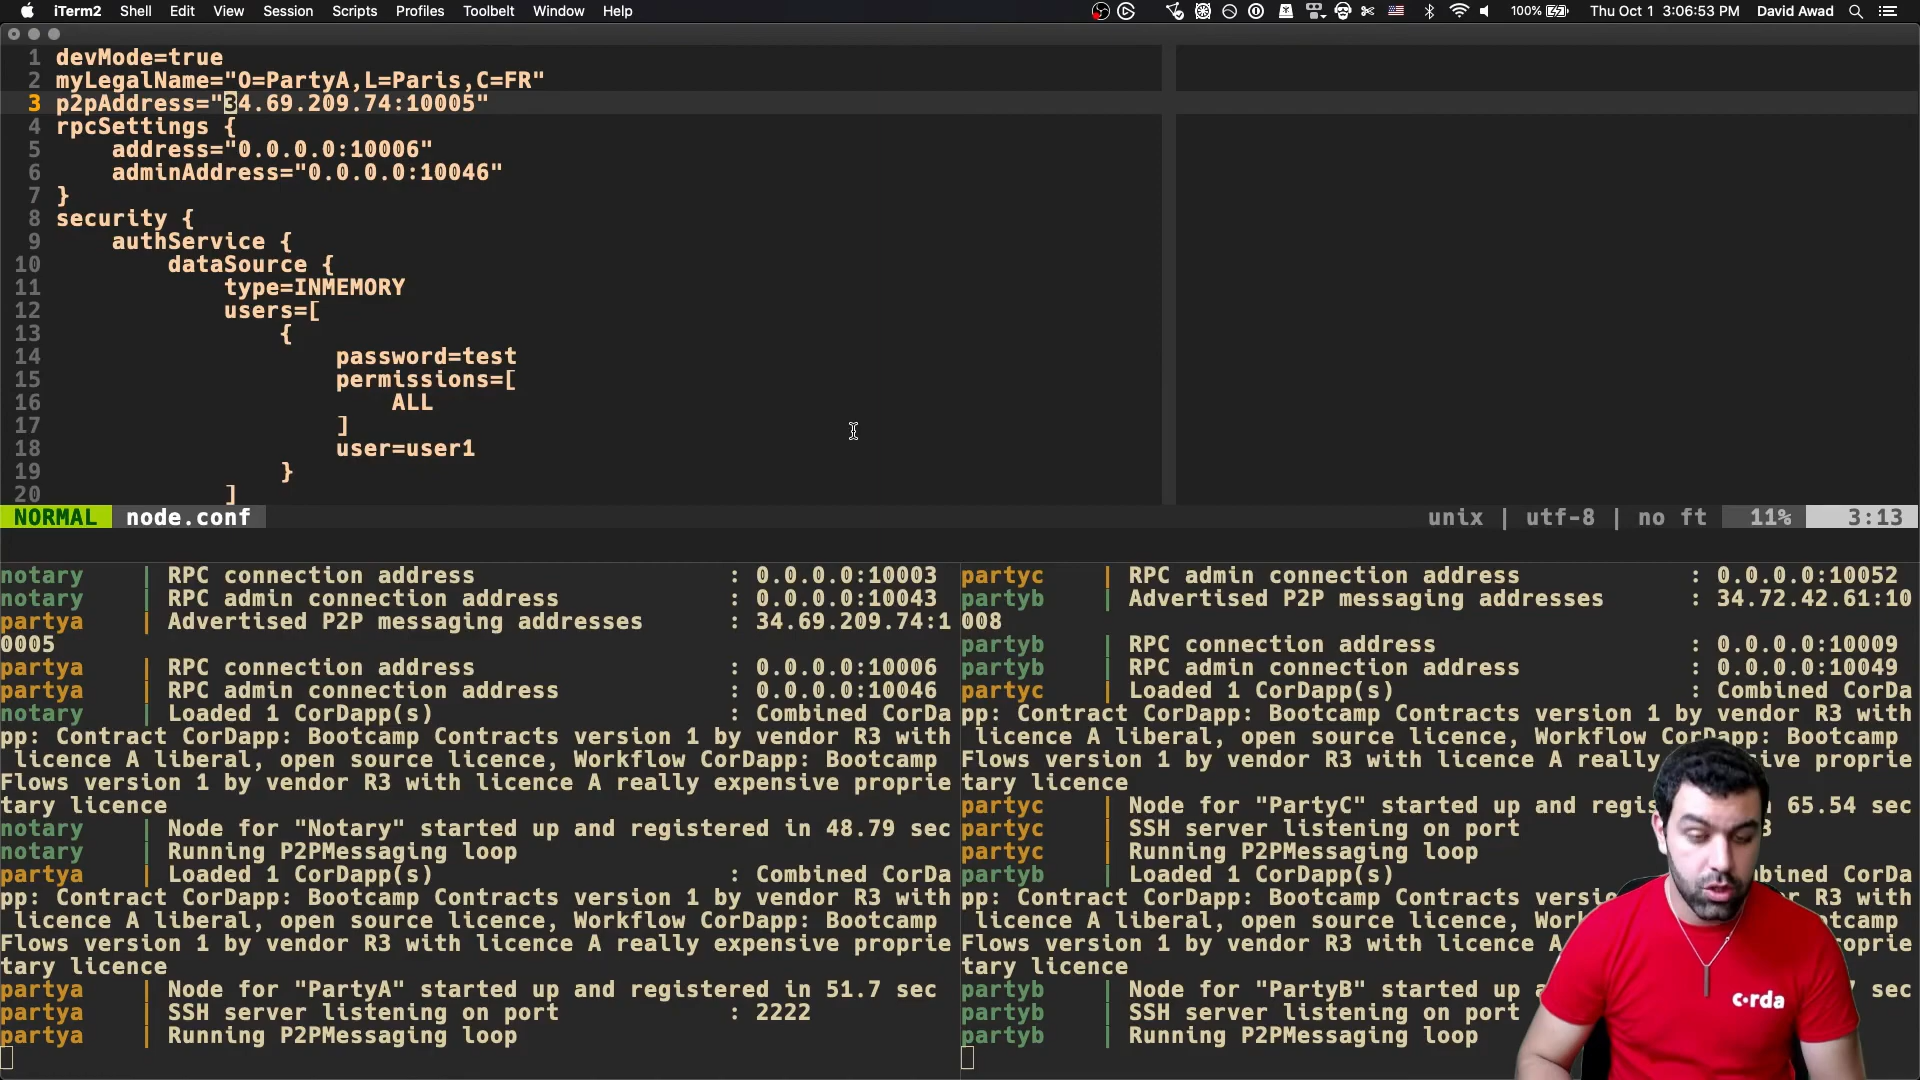 iTerm2 Shell Edit View Session Scripts Profiles Toolbelt Window Help 100% Thu Oct 1 3:06:53 PM David Awad
1 devMode=true
2 myLegalName="O=PartyA,L=Paris,C=FR"
3 p2pAddress="34.69.209.74:10005"
4 rpcSettings {
5 address="0.0.0.0:10006"
6 adminAddress="0.0.0.0:10046"
7 }
8 security {
9 authService {
10 dataSource {
11 type=INMEMORY
12 users=[
13 {
14 password=test
15 permissions=[
16 ALL
17 ]
18 user=user1
19 }
20 ]
NORMAL node.conf unix | utf-8 | no ft 11% 3:13
notary | RPC connection address : 0.0.0.0:10003
notary | RPC admin connection address : 0.0.0.0:10043
partya | Advertised P2P messaging addresses : 34.69.209.74:1
0005
partya | RPC connection address : 0.0.0.0:10006
partya | RPC admin connection address : 0.0.0.0:10046
notary | Loaded 1 CorDapp(s) : Combined CorDa
pp: Contract CorDapp: Bootcamp Contracts version 1 by vendor R3 with
licence A liberal, open source licence, Workflow CorDapp: Bootcamp
Flows version 1 by vendor R3 with licence A really expensive proprie
tary licence
notary | Node for "Notary" started up and registered in 48.79 sec
notary | Running P2PMessaging loop
partya | Loaded 1 CorDapp(s) : Combined CorDa
pp: Contract CorDapp: Bootcamp Contracts version 1 by vendor R3 with
licence A liberal, open source licence, Workflow CorDapp: Bootcamp
Flows version 1 by vendor R3 with licence A really expensive proprie
tary licence
partya | Node for "PartyA" started up and registered in 51.7 sec
partya | SSH server listening on port : 2222
partya | Running P2PMessaging loop
partyc | RPC admin connection address : 0.0.0.0:10052
partyb | Advertised P2P messaging addresses : 34.72.42.61:10
008
partyb | RPC connection address : 0.0.0.0:10009
partyb | RPC admin connection address : 0.0.0.0:10049
partyc | Loaded 1 CorDapp(s) : Combined CorDa
pp: Contract CorDapp: Bootcamp Contracts version 1 by vendor R3 with
licence A liberal, open source licence, Workflow CorDapp: Bootcamp
Flows version 1 by vendor R3 with licence A really ive proprie
tary licence
partyc | Node for "PartyC" started up and regis 65.54 sec
partyc | SSH server listening on port 3
partyc | Running P2PMessaging loop
partyb | Loaded 1 CorDapp(s) bined CorDa
pp: Contract CorDapp: Bootcamp Contracts versi R3 with
licence A liberal, open source licence, Wor otcamp
Flows version 1 by vendor R3 with licence A roprie
tary licence
partyb | Node for "PartyB" started up a sec
partyb | SSH server listening on port
partyb | Running P2PMessaging loop
c·rda